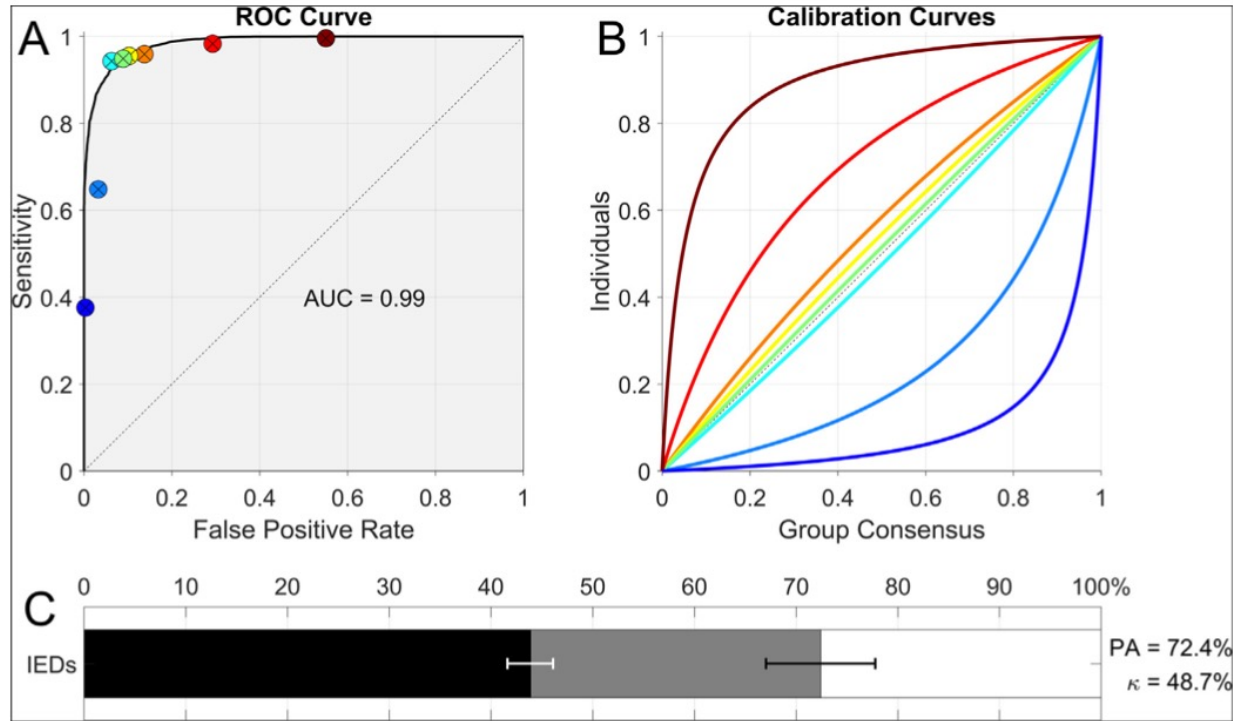 A
ROC Curve
1
0.8
0.6
0.4
0.2
0
Sensitivity
AUC = 0.99
0 0.2 0.4 0.6 0.8 1
False Positive Rate
B
Calibration Curves
1
0.8
0.6
0.4
0.2
0
Individuals
0 0.2 0.4 0.6 0.8 1
Group Consensus
C
0 10 20 30 40 50 60 70 80 90 100%
IEDs
PA = 72.4%
κ = 48.7%